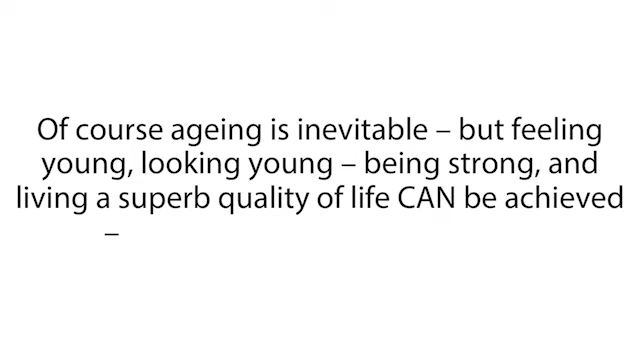 Of course ageing is inevitable – but feeling
young, looking young – being strong, and
living a superb quality of life CAN be achieved
–